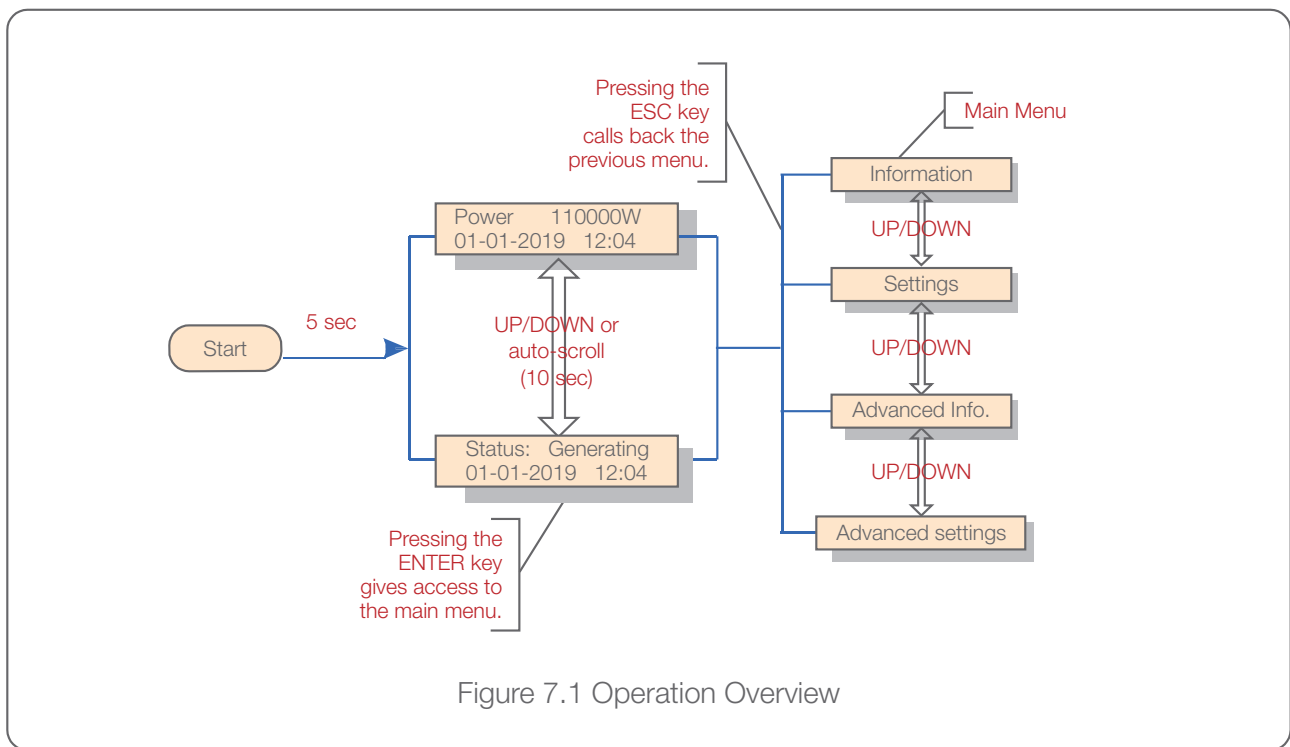 Pressing the
ESC key
calls back the
previous menu.
Main Menu
Information
UP/DOWN
Power 110000W
01-01-2019 12:04
Settings
5 sec
Start
UP/DOWN or
auto-scroll
(10 sec)
UP/DOWN
Advanced Info.
Status: Generating
01-01-2019 12:04
UP/DOWN
Advanced settings
Pressing the
ENTER key
gives access to
the main menu.
Figure 7.1 Operation Overview